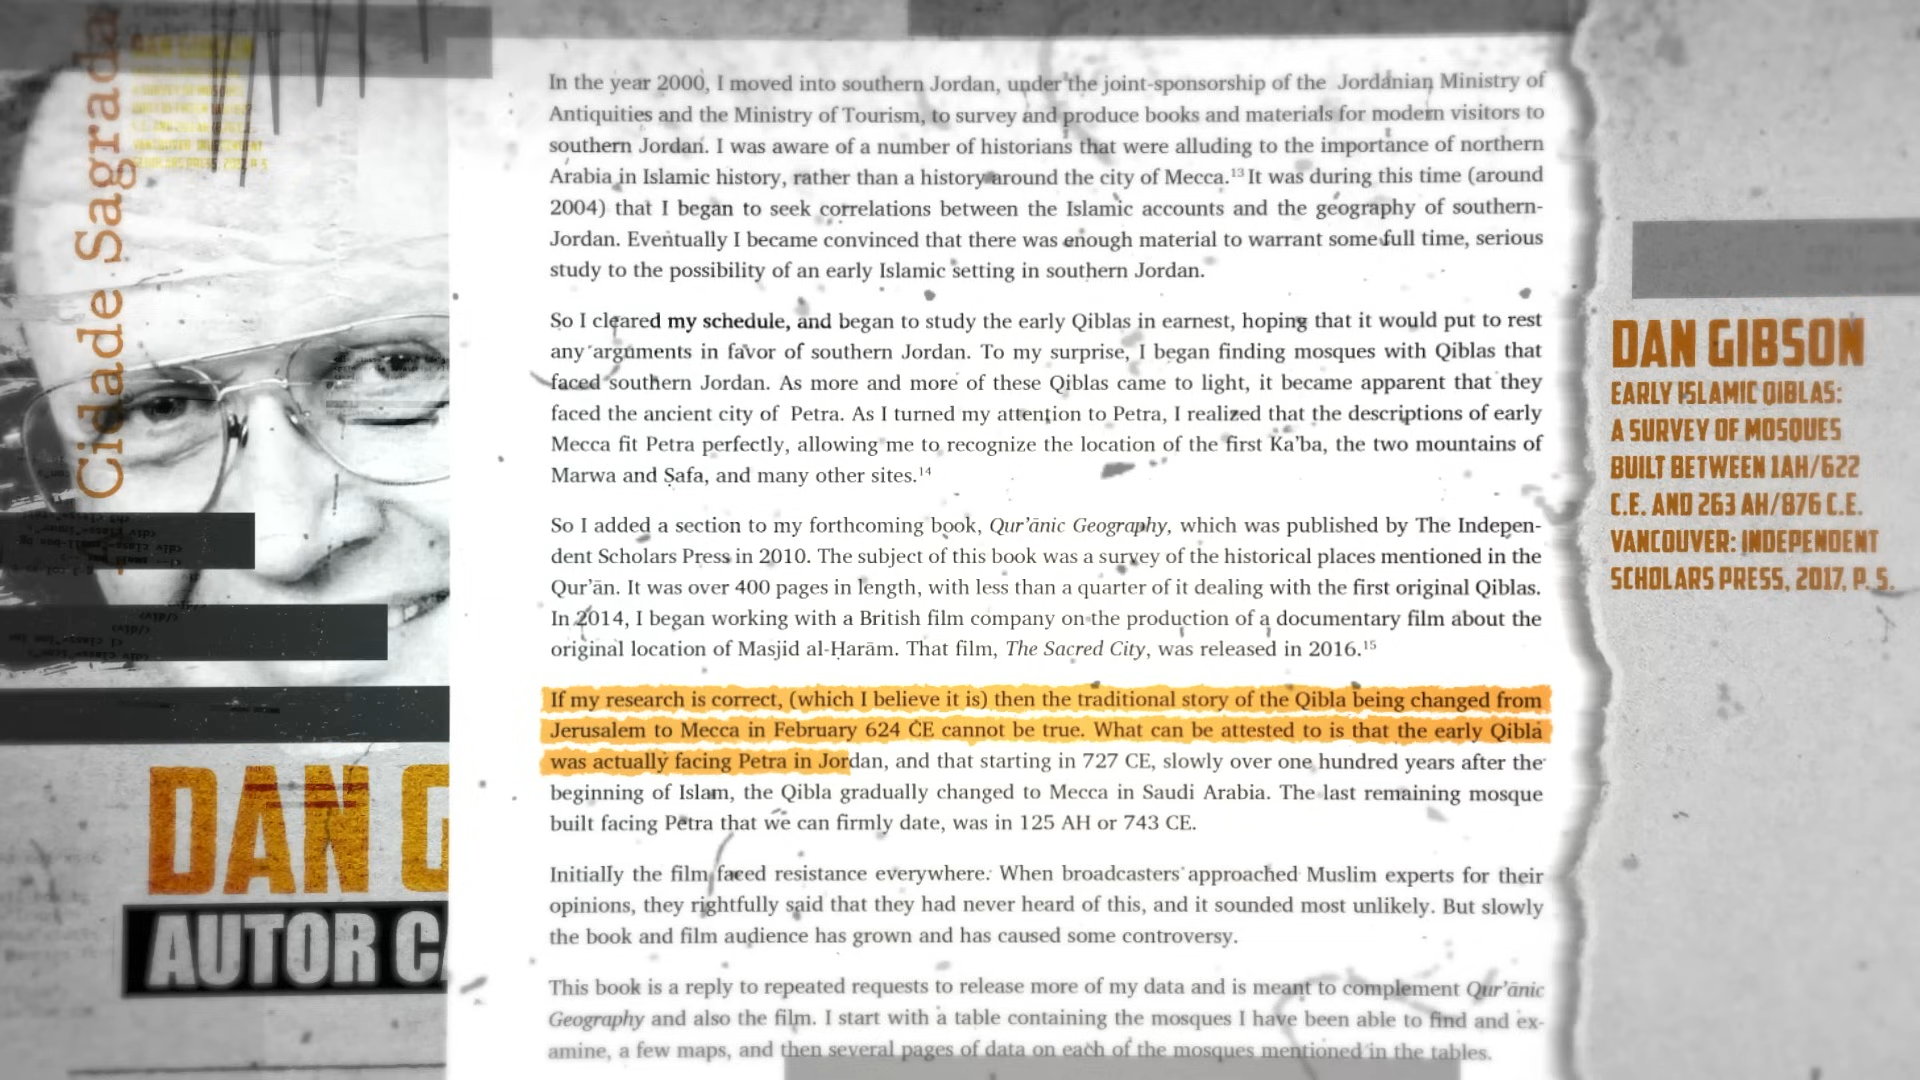 Cidade Sagrada
In the year 2000, I moved into southern Jordan, under the joint-sponsorship of the Jordanian Ministry of
Antiquities and the Ministry of Tourism, to survey and produce books and materials for modern visitors to
southern Jordan. I was aware of a number of historians that were alluding to the importance of northern
Arabia in Islamic history, rather than a history around the city of Mecca.13 It was during this time (around
2004) that I began to seek correlations between the Islamic accounts and the geography of southern-
Jordan. Eventually I became convinced that there was enough material to warrant some full time, serious
study to the possibility of an early Islamic setting in southern Jordan.
So I cleared my schedule, and began to study the early Qiblas in earnest, hoping that it would put to rest
any arguments in favor of southern Jordan. To my surprise, I began finding mosques with Qiblas that
faced southern Jordan. As more and more of these Qiblas came to light, it became apparent that they
faced the ancient city of Petra. As I turned my attention to Petra, I realized that the descriptions of early
Mecca fit Petra perfectly, allowing me to recognize the location of the first Ka'ba, the two mountains of
Marwa and Ṣafa, and many other sites.14
So I added a section to my forthcoming book, Qur'ānic Geography, which was published by The Indepen-
dent Scholars Press in 2010. The subject of this book was a survey of the historical places mentioned in the
Qur'ān. It was over 400 pages in length, with less than a quarter of it dealing with the first original Qiblas.
In 2014, I began working with a British film company on the production of a documentary film about the
original location of Masjid al-Ḥarām. That film, The Sacred City, was released in 2016.15
If my research is correct, (which I believe it is) then the traditional story of the Qibla being changed from
Jerusalem to Mecca in February 624 CE cannot be true. What can be attested to is that the early Qibla
was actually facing Petra in Jordan, and that starting in 727 CE, slowly over one hundred years after the
beginning of Islam, the Qibla gradually changed to Mecca in Saudi Arabia. The last remaining mosque
built facing Petra that we can firmly date, was in 125 AH or 743 CE.
Initially the film faced resistance everywhere. When broadcasters approached Muslim experts for their
opinions, they rightfully said that they had never heard of this, and it sounded most unlikely. But slowly
the book and film audience has grown and has caused some controversy.
This book is a reply to repeated requests to release more of my data and is meant to complement Qur'ānic
Geography and also the film. I start with a table containing the mosques I have been able to find and ex-
amine, a few maps, and then several pages of data on each of the mosques mentioned in the tables.
DAN GIBSON
EARLY ISLAMIC QIBLAS:
A SURVEY OF MOSQUES
BUILT BETWEEN 1AH/622
C.E. AND 263 AH/876 C.E.
VANCOUVER: INDEPENDENT
SCHOLARS PRESS, 2017, P. 5.
DAN G
AUTOR CA